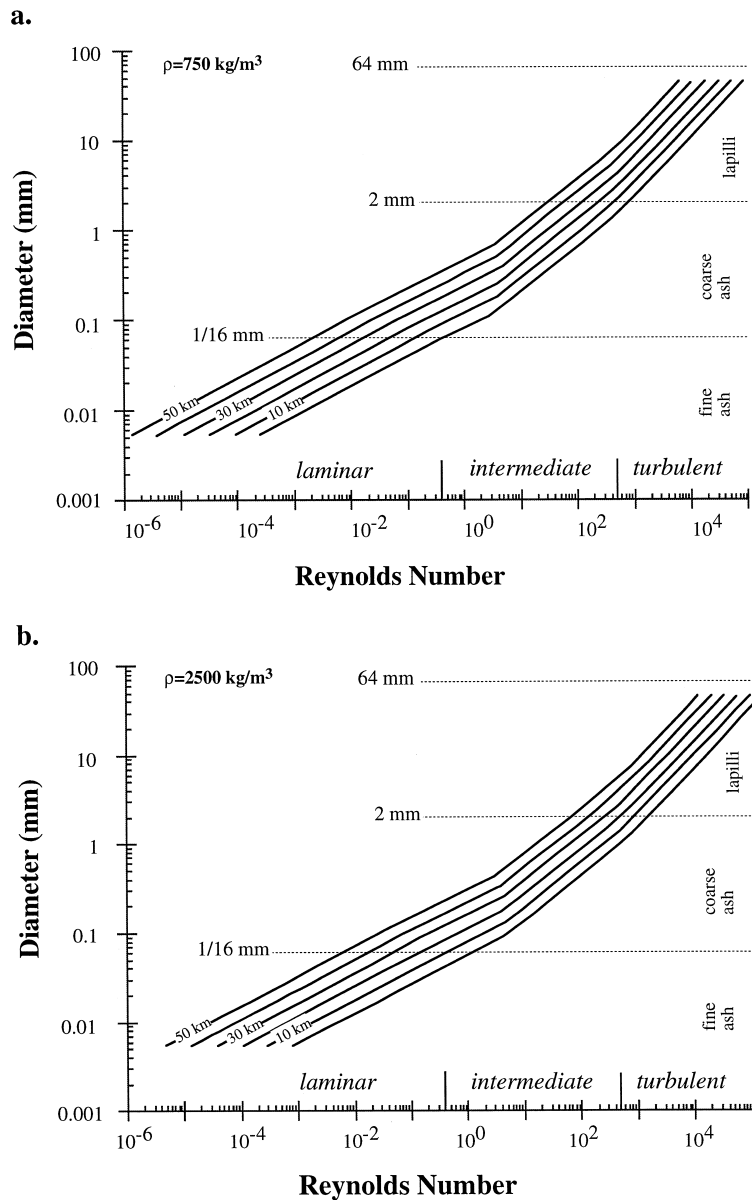 a.
ρ=750 kg/m³
64 mm
2 mm
1/16 mm
lapilli
coarse
ash
fine
ash
50 km
30 km
10 km
laminar
intermediate
turbulent
Diameter (mm)
100
10
1
0.1
0.01
0.001
10⁻⁶ 10⁻⁴ 10⁻² 10⁰ 10² 10⁴
Reynolds Number
b.
ρ=2500 kg/m³
64 mm
2 mm
1/16 mm
lapilli
coarse
ash
fine
ash
50 km
30 km
10 km
laminar
intermediate
turbulent
Diameter (mm)
100
10
1
0.1
0.01
0.001
10⁻⁶ 10⁻⁴ 10⁻² 10⁰ 10² 10⁴
Reynolds Number